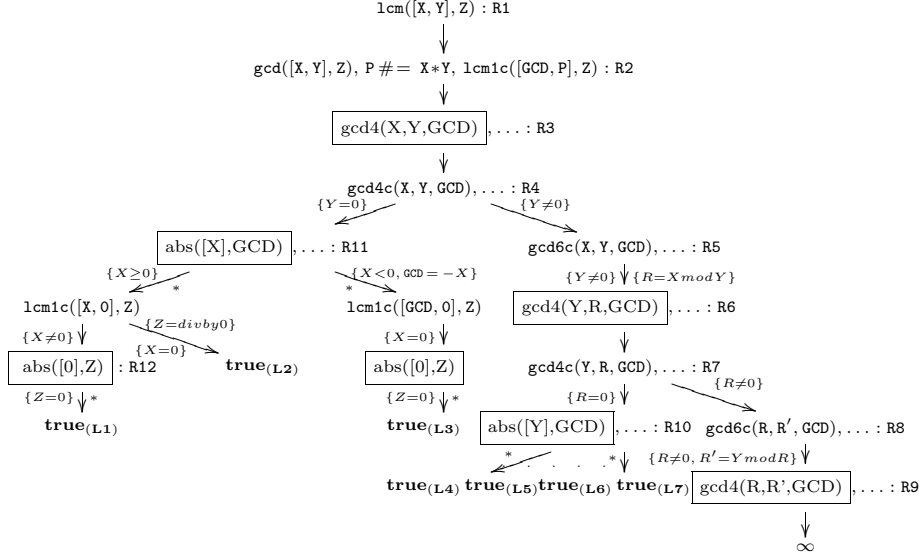 lcm([X, Y], Z) : R1
gcd([X, Y], Z), P #= X∗Y, lcm1c([GCD, P], Z) : R2
gcd4(X,Y,GCD) , . . . : R3
gcd4c(X, Y, GCD), . . . : R4
{Y=0} {Y≠0}
abs([X],GCD) , . . . : R11 gcd6c(X, Y, GCD), . . . : R5
{X≥0} * {X<0, GCD = −X} * {Y≠0} {R=XmodY}
lcm1c([X, 0], Z) lcm1c([GCD, 0], Z) gcd4(Y,R,GCD) , . . . : R6
{X≠0} {Z=divby0} {X=0} {X=0}
abs([0],Z) : R12 true(L2) abs([0],Z) gcd4c(Y, R, GCD), . . . : R7
{Z=0} * {Z=0} * {R=0} {R≠0}
true(L1) true(L3) abs([Y],GCD) , . . . : R10 gcd6c(R, R′, GCD), . . . : R8
* . . . . * {R≠0, R′=YmodR}
true(L4) true(L5) true(L6) true(L7) gcd4(R,R',GCD) , . . . : R9
∞